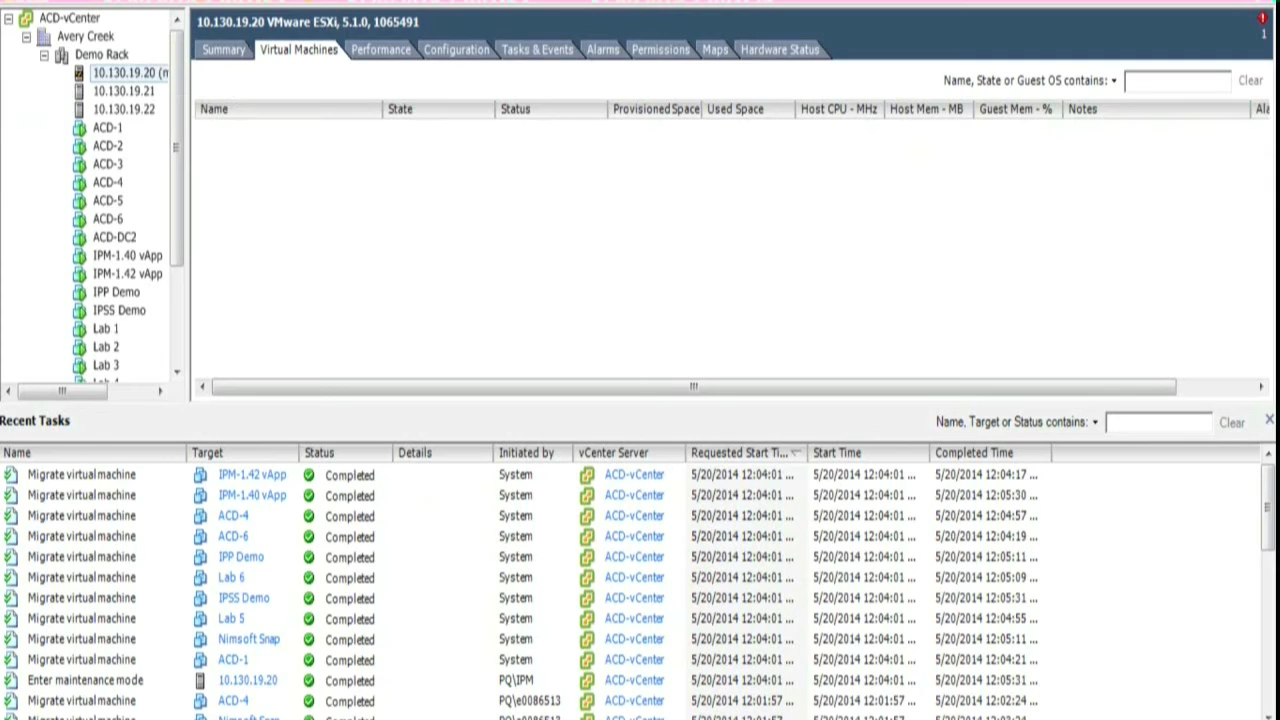 ACD-vCenter
Avery Creek
Demo Rack
10.130.19.20 (m
10.130.19.21
10.130.19.22
ACD-1
ACD-2
ACD-3
ACD-4
ACD-5
ACD-6
ACD-DC2
IPM-1.40 vApp
IPM-1.42 vApp
IPP Demo
IPSS Demo
Lab 1
Lab 2
Lab 3
10.130.19.20 VMware ESXi, 5.1.0, 1065491
1
Summary Virtual Machines Performance Configuration Tasks & Events Alarms Permissions Maps Hardware Status
Name, State or Guest OS contains: Clear
Name State Status Provisioned Space Used Space Host CPU - MHz Host Mem - MB Guest Mem - % Notes Ala
Recent Tasks Name, Target or Status contains: Clear
Name Target Status Details Initiated by vCenter Server Requested Start Ti... Start Time Completed Time
Migrate virtual machine IPM-1.42 vApp Completed System ACD-vCenter 5/20/2014 12:04:01 ... 5/20/2014 12:04:01 ... 5/20/2014 12:04:17 ...
Migrate virtual machine IPM-1.40 vApp Completed System ACD-vCenter 5/20/2014 12:04:01 ... 5/20/2014 12:04:01 ... 5/20/2014 12:05:30 ...
Migrate virtual machine ACD-4 Completed System ACD-vCenter 5/20/2014 12:04:01 ... 5/20/2014 12:04:01 ... 5/20/2014 12:04:57 ...
Migrate virtual machine ACD-6 Completed System ACD-vCenter 5/20/2014 12:04:01 ... 5/20/2014 12:04:01 ... 5/20/2014 12:04:19 ...
Migrate virtual machine IPP Demo Completed System ACD-vCenter 5/20/2014 12:04:01 ... 5/20/2014 12:04:01 ... 5/20/2014 12:05:11 ...
Migrate virtual machine Lab 6 Completed System ACD-vCenter 5/20/2014 12:04:01 ... 5/20/2014 12:04:01 ... 5/20/2014 12:05:09 ...
Migrate virtual machine IPSS Demo Completed System ACD-vCenter 5/20/2014 12:04:01 ... 5/20/2014 12:04:01 ... 5/20/2014 12:05:31 ...
Migrate virtual machine Lab 5 Completed System ACD-vCenter 5/20/2014 12:04:01 ... 5/20/2014 12:04:01 ... 5/20/2014 12:04:55 ...
Migrate virtual machine Nimsoft Snap Completed System ACD-vCenter 5/20/2014 12:04:01 ... 5/20/2014 12:04:01 ... 5/20/2014 12:05:11 ...
Migrate virtual machine ACD-1 Completed System ACD-vCenter 5/20/2014 12:04:01 ... 5/20/2014 12:04:01 ... 5/20/2014 12:04:21 ...
Enter maintenance mode 10.130.19.20 Completed PQ\IPM ACD-vCenter 5/20/2014 12:04:01 ... 5/20/2014 12:04:01 ... 5/20/2014 12:05:31 ...
Migrate virtual machine ACD-4 Completed PQ\e0086513 ACD-vCenter 5/20/2014 12:01:57 ... 5/20/2014 12:01:57 ... 5/20/2014 12:02:24 ...